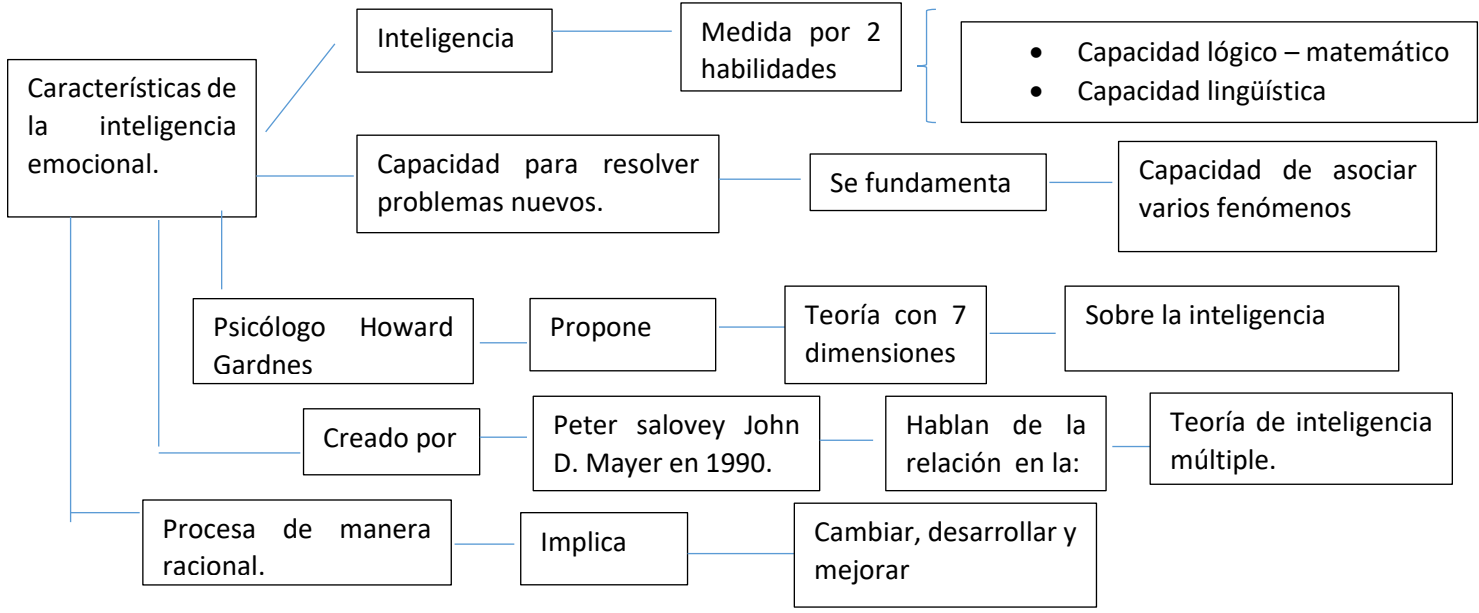 Características de
la inteligencia
emocional.
Inteligencia
Medida por 2
habilidades
• Capacidad lógico – matemático
• Capacidad lingüística
Capacidad para resolver
problemas nuevos.
Se fundamenta
Capacidad de asociar
varios fenómenos
Psicólogo Howard
Gardnes
Propone
Teoría con 7
dimensiones
Sobre la inteligencia
Creado por
Peter salovey John
D. Mayer en 1990.
Hablan de la
relación en la:
Teoría de inteligencia
múltiple.
Procesa de manera
racional.
Implica
Cambiar, desarrollar y
mejorar